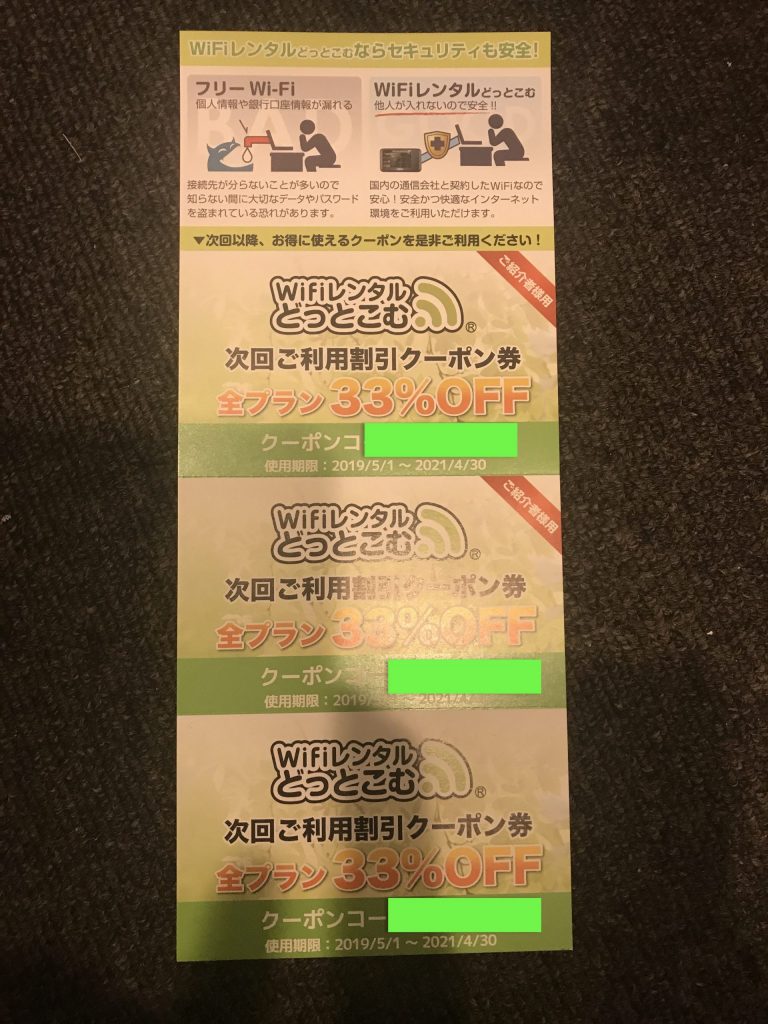 WiFiレンタルどっとこむならセキュリティも安全!
フリー Wi-Fi
個人情報や銀行口座情報が漏れる
BAD
接続先が分らないことが多いので
知らない間に大切なデータやパスワード
を盗まれている恐れがあります。
WiFiレンタルどっとこむ
他人が入れないので安全!!
国内の通信会社と契約したWiFiなので
安心!安全かつ快適なインターネット
環境をご利用いただけます。
▼次回以降、お得に使えるクーポンを是非ご利用ください!
ご紹介者様用
WiFiレンタル
どっとこむ®
次回ご利用割引クーポン券
全プラン 33%OFF
クーポンコ
使用期限:2019/5/1 〜 2021/4/30
ご紹介者様用
WiFiレンタル
どっとこむ®
次回ご利用割引クーポン券
全プラン 33%OFF
クーポンコー
使用期限:2019/
WiFiレンタル
どっとこむ®
次回ご利用割引クーポン券
全プラン 33%OFF
クーポンコー
使用期限:2019/5/1 〜 2021/4/30